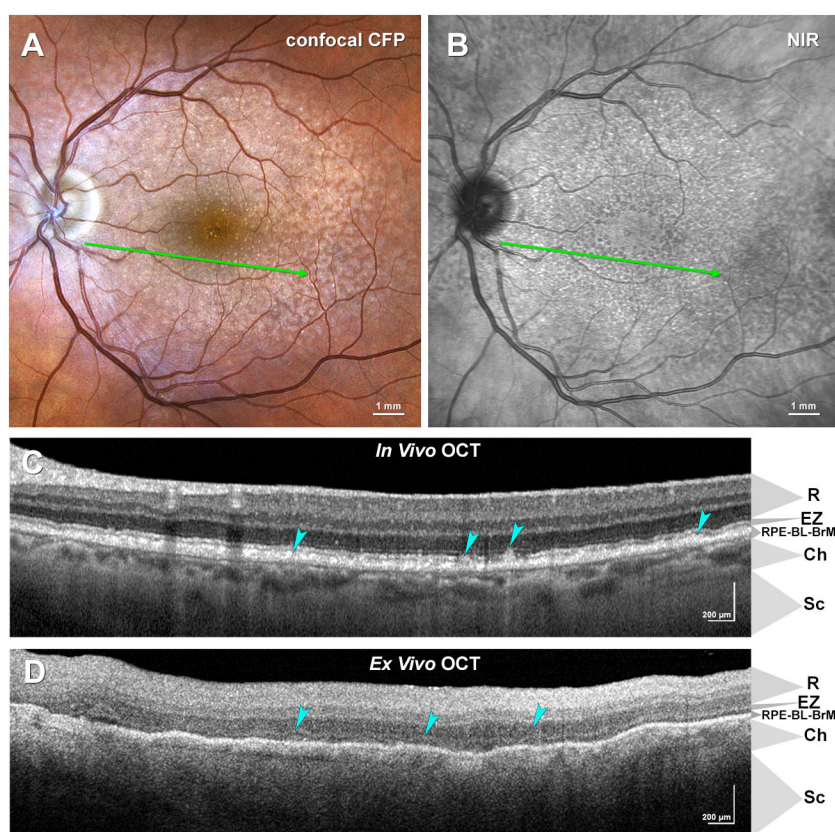 A
confocal CFP
1 mm
B
NIR
1 mm
C
In Vivo OCT
R
EZ
RPE-BL-BrM
Ch
Sc
200 µm
D
Ex Vivo OCT
R
EZ
RPE-BL-BrM
Ch
Sc
200 µm